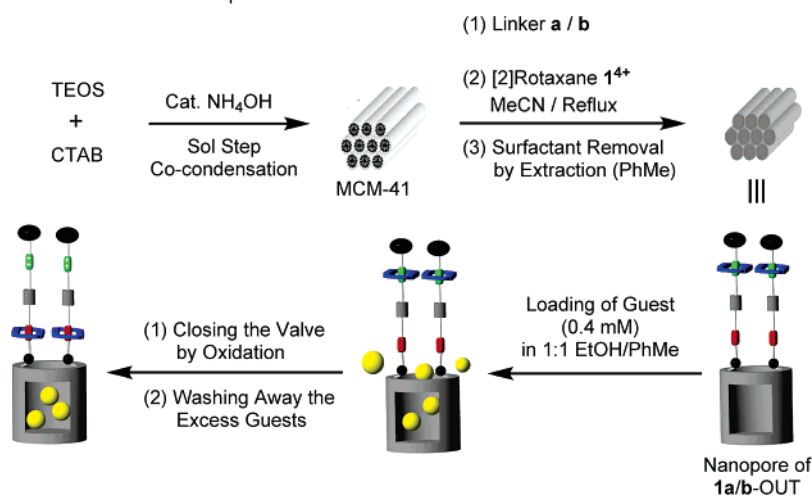 TEOS
+
CTAB
Cat. NH4OH
Sol Step
Co-condensation
MCM-41
(1) Linker a / b
(2) [2]Rotaxane 1⁴⁺
MeCN / Reflux
(3) Surfactant Removal
by Extraction (PhMe)
(1) Closing the Valve
by Oxidation
(2) Washing Away the
Excess Guests
Loading of Guest
(0.4 mM)
in 1:1 EtOH/PhMe
Nanopore of
1a/b-OUT